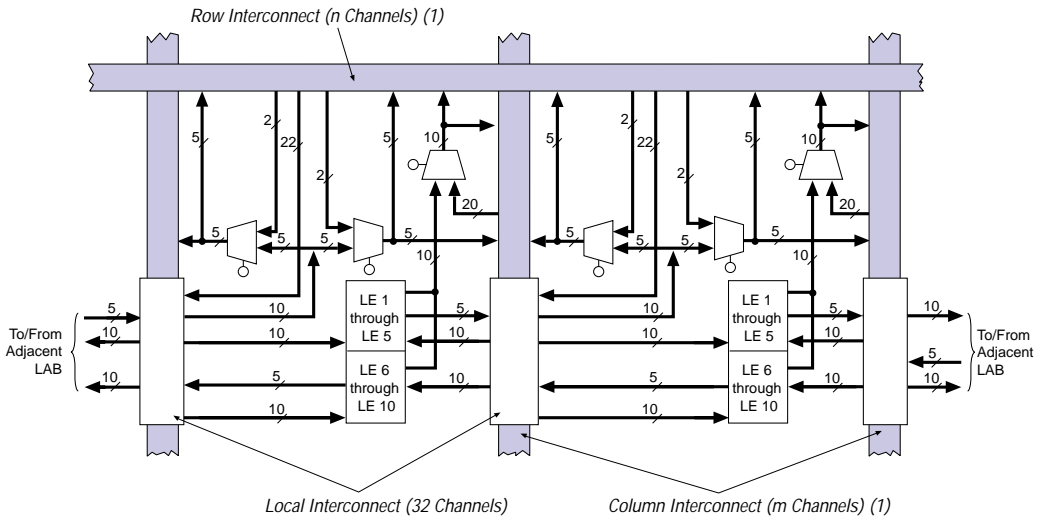 Row Interconnect (n Channels) (1)
5 2 22 2 5 10 5 2 22 2 5 10
20 20
5 5 5 5 10 5 5 5 5 10
To/From
Adjacent
LAB
5
10
10
10
10
5
10
LE 1
through
LE 5
LE 6
through
LE 10
5
10
10
10
10
5
10
LE 1
through
LE 5
LE 6
through
LE 10
5
10
10
10
5
10
To/From
Adjacent
LAB
Local Interconnect (32 Channels)
Column Interconnect (m Channels) (1)